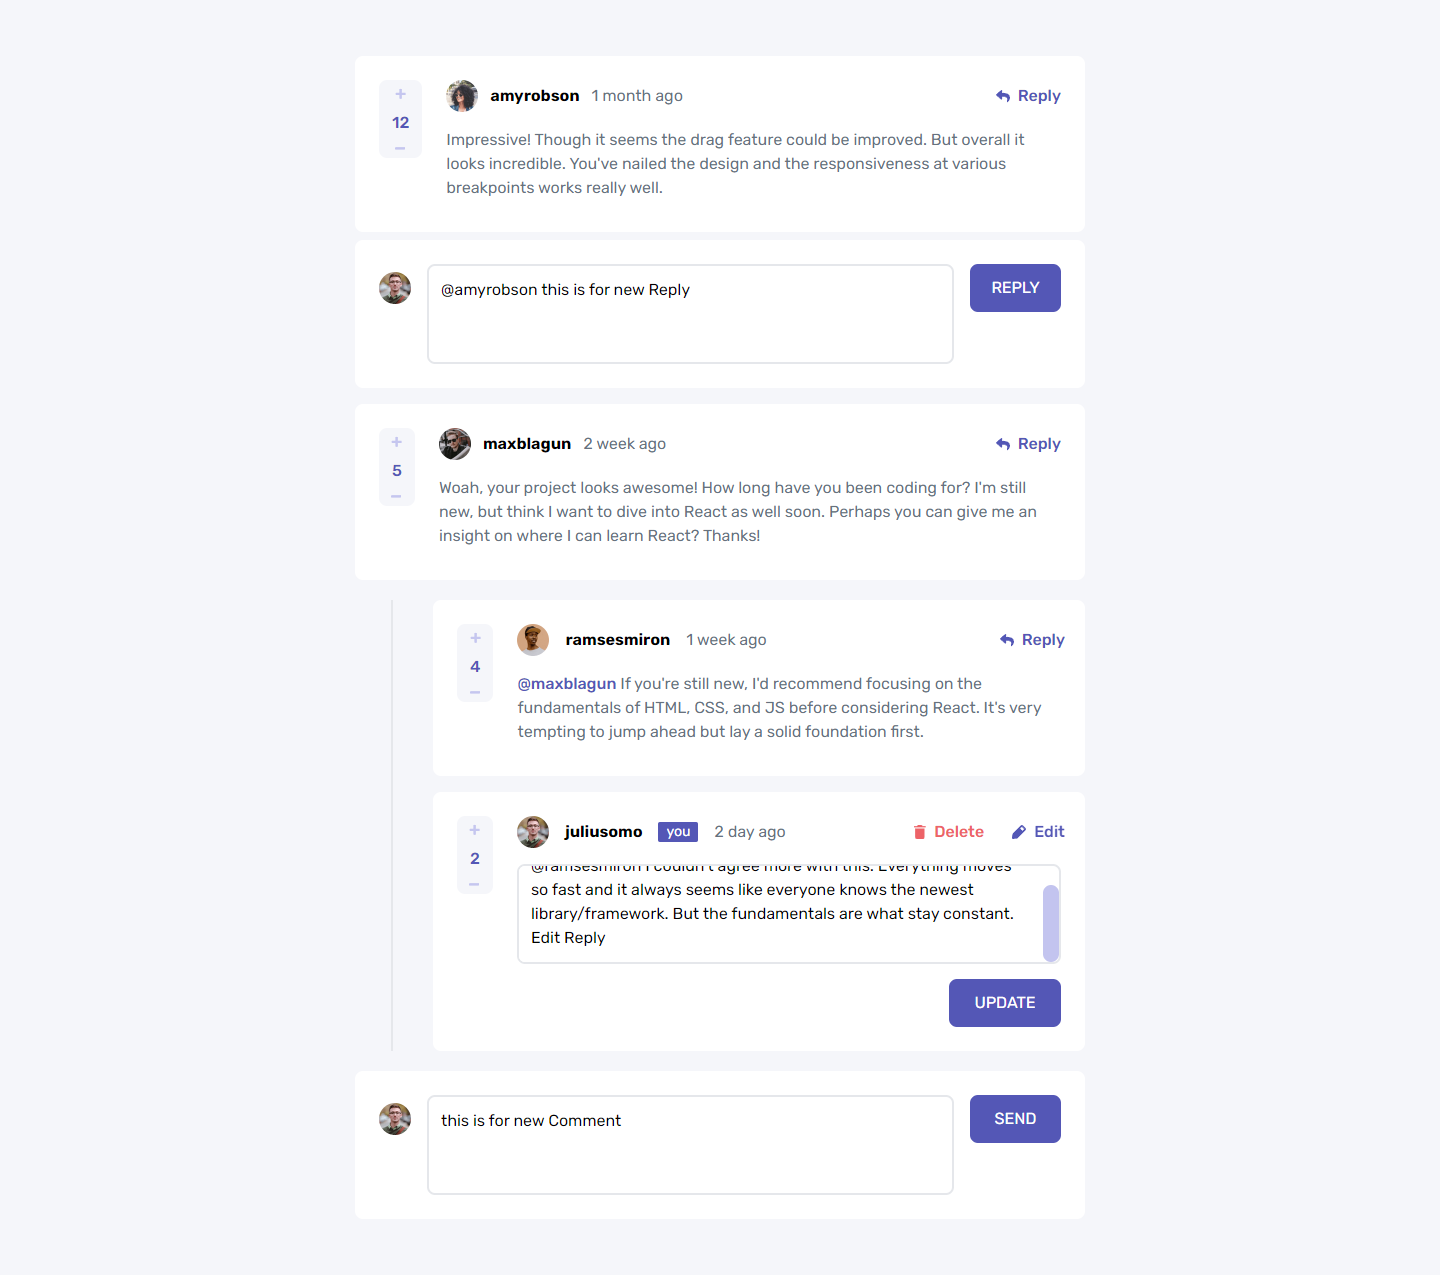 +
12
−
amyrobson 1 month ago Reply
Impressive! Though it seems the drag feature could be improved. But overall it
looks incredible. You've nailed the design and the responsiveness at various
breakpoints works really well.
@amyrobson this is for new Reply
REPLY
+
5
−
maxblagun 2 week ago Reply
Woah, your project looks awesome! How long have you been coding for? I'm still
new, but think I want to dive into React as well soon. Perhaps you can give me an
insight on where I can learn React? Thanks!
+
4
−
ramsesmiron 1 week ago Reply
@maxblagun If you're still new, I'd recommend focusing on the
fundamentals of HTML, CSS, and JS before considering React. It's very
tempting to jump ahead but lay a solid foundation first.
+
2
−
juliusomo you 2 day ago Delete Edit
@ramsesmiron I couldn't agree more with this. Everything moves
so fast and it always seems like everyone knows the newest
library/framework. But the fundamentals are what stay constant.
Edit Reply
UPDATE
this is for new Comment
SEND